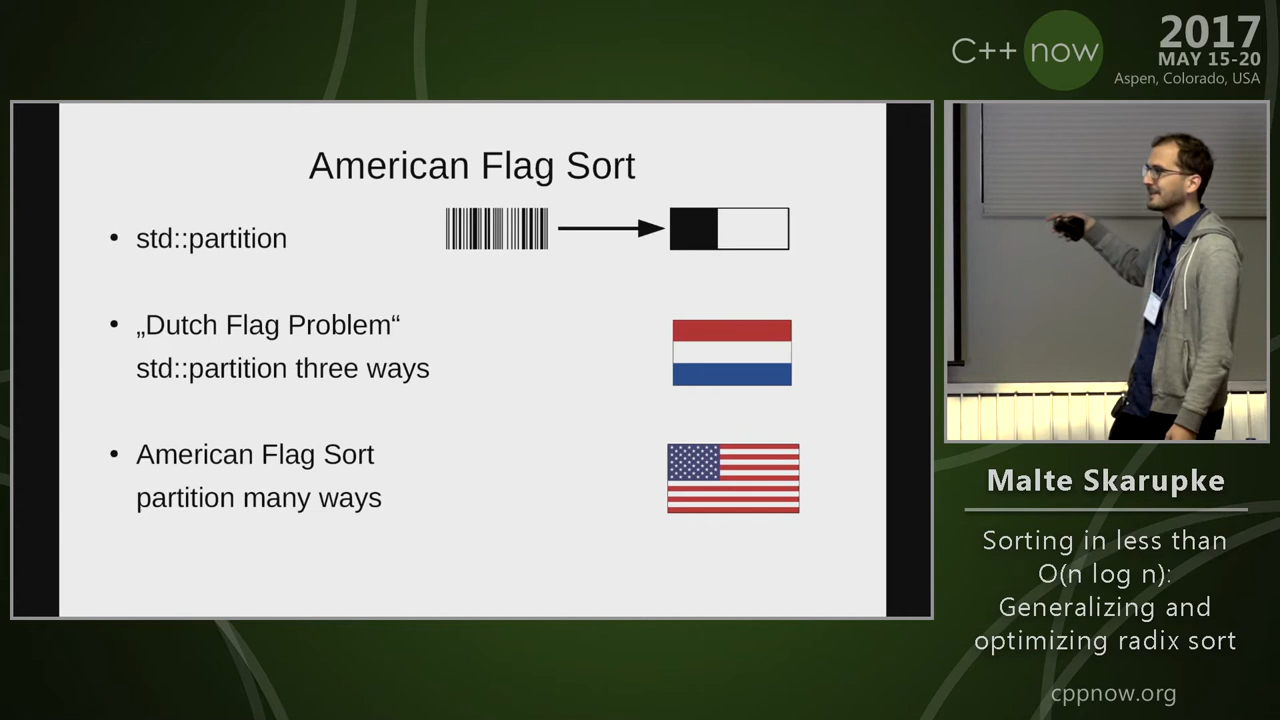 C++ now
2017
MAY 15-20
Aspen, Colorado, USA
American Flag Sort
• std::partition
• „Dutch Flag Problem“
std::partition three ways
• American Flag Sort
partition many ways
Malte Skarupke
Sorting in less than
O(n log n):
Generalizing and
optimizing radix sort
cppnow.org